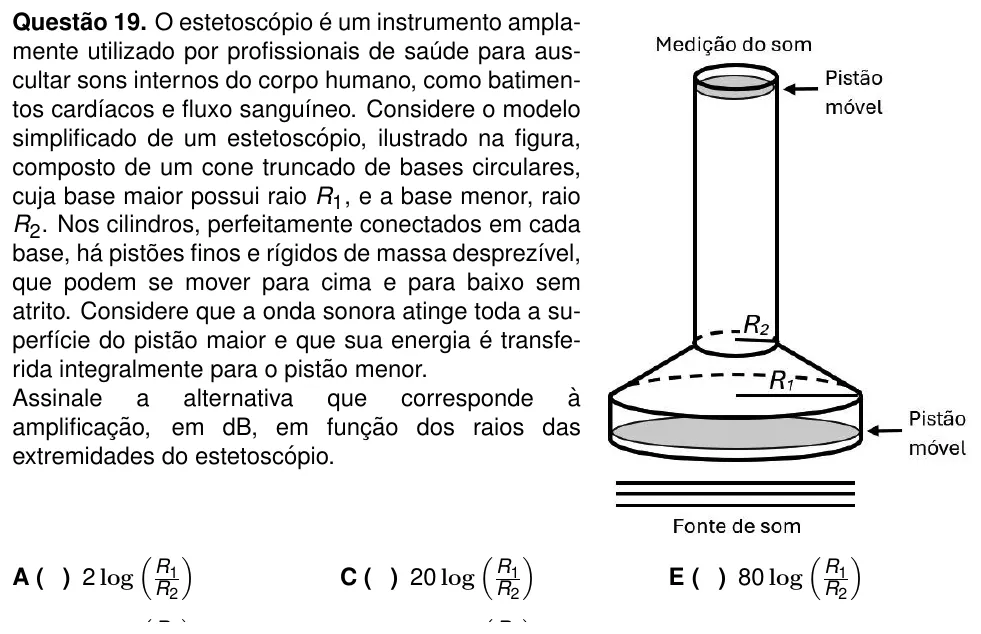 Questão 19. O estetoscópio é um instrumento ampla-
mente utilizado por profissionais de saúde para aus-
cultar sons internos do corpo humano, como batimen-
tos cardíacos e fluxo sanguíneo. Considere o modelo
simplificado de um estetoscópio, ilustrado na figura,
composto de um cone truncado de bases circulares,
cuja base maior possui raio R₁, e a base menor, raio
R₂. Nos cilindros, perfeitamente conectados em cada
base, há pistões finos e rígidos de massa desprezível,
que podem se mover para cima e para baixo sem
atrito. Considere que a onda sonora atinge toda a su-
perfície do pistão maior e que sua energia é transfe-
rida integralmente para o pistão menor.
Assinale a alternativa que corresponde à
amplificação, em dB, em função dos raios das
extremidades do estetoscópio.
Medição do som
Pistão
móvel
R₂
R₁
Pistão
móvel
Fonte de som
A ( ) 2 log (R₁/R₂)
C ( ) 20 log (R₁/R₂)
E ( ) 80 log (R₁/R₂)